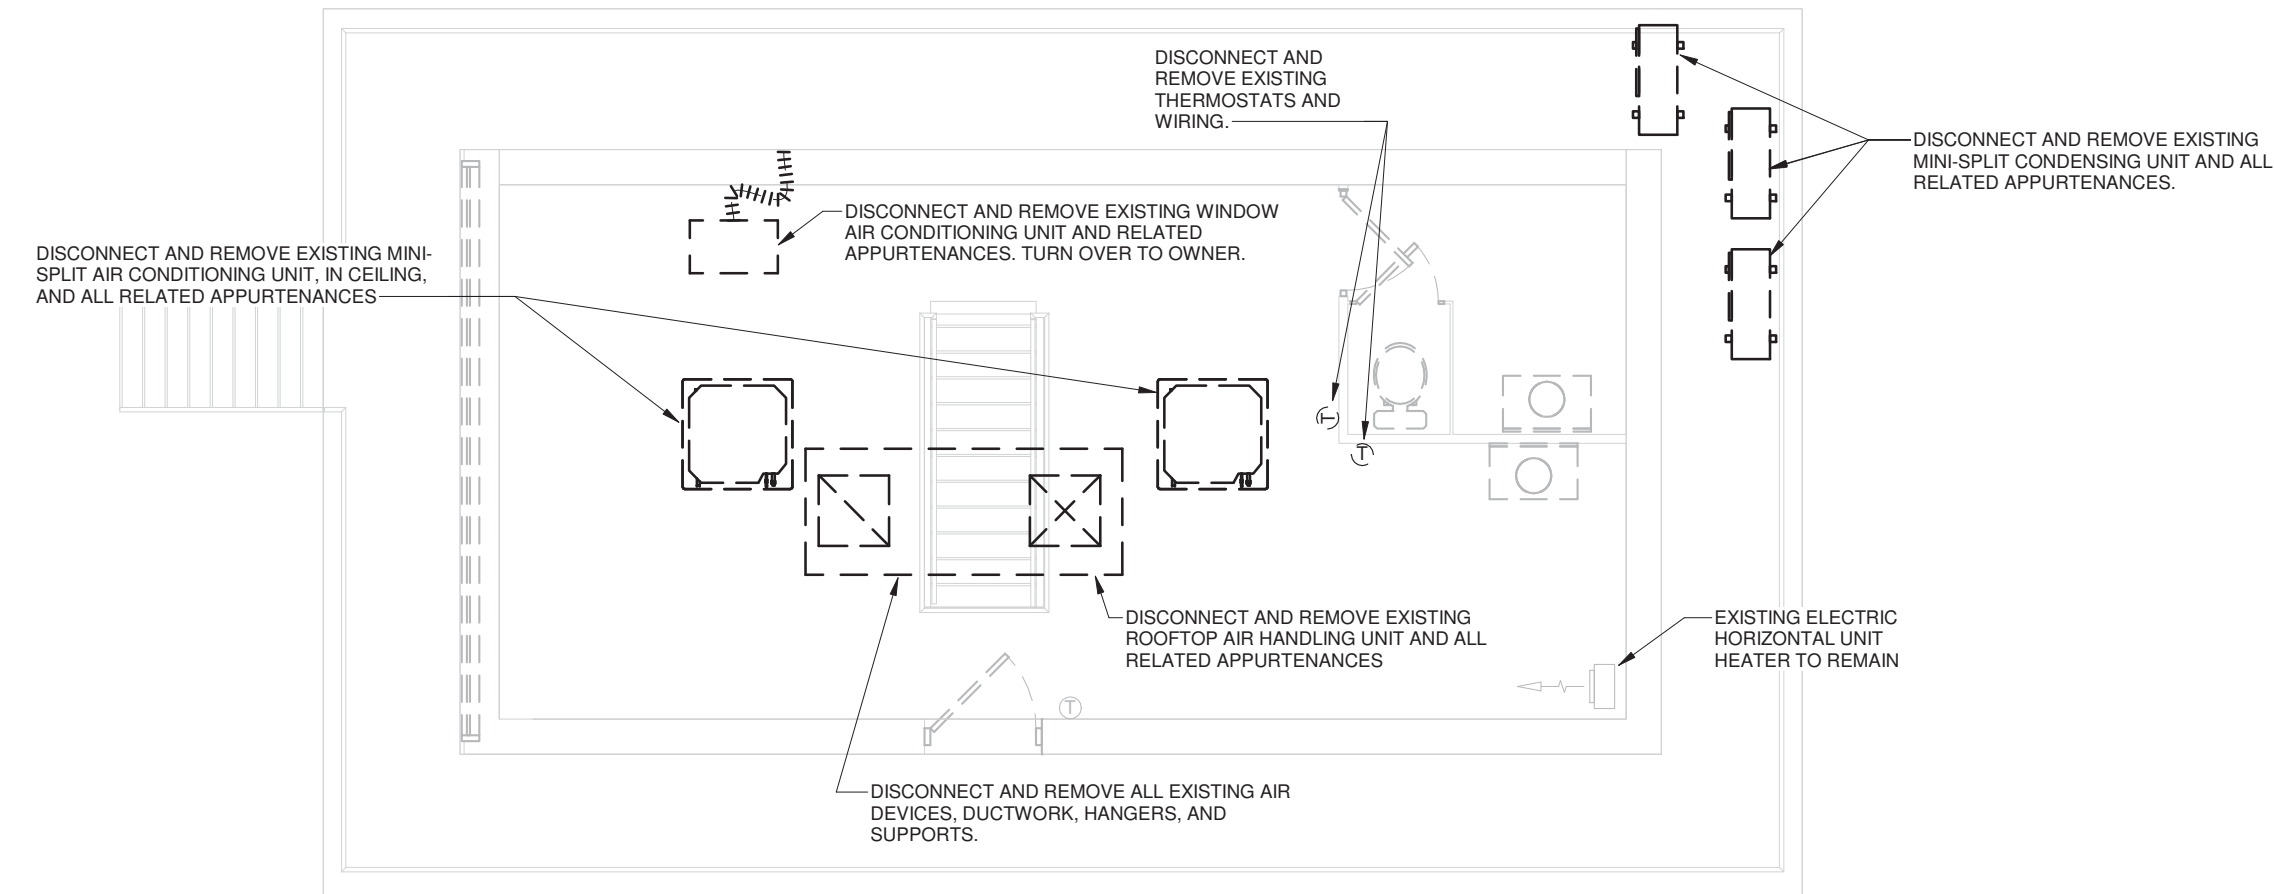 DISCONNECT AND
REMOVE EXISTING
THERMOSTATS AND
WIRING.
DISCONNECT AND REMOVE EXISTING
MINI-SPLIT CONDENSING UNIT AND ALL
RELATED APPURTENANCES.
DISCONNECT AND REMOVE EXISTING WINDOW
AIR CONDITIONING UNIT AND RELATED
APPURTENANCES. TURN OVER TO OWNER.
DISCONNECT AND REMOVE EXISTING MINI-
SPLIT AIR CONDITIONING UNIT, IN CEILING,
AND ALL RELATED APPURTENANCES
T
T
DISCONNECT AND REMOVE EXISTING
ROOFTOP AIR HANDLING UNIT AND ALL
RELATED APPURTENANCES
EXISTING ELECTRIC
HORIZONTAL UNIT
HEATER TO REMAIN
T
DISCONNECT AND REMOVE ALL EXISTING AIR
DEVICES, DUCTWORK, HANGERS, AND
SUPPORTS.